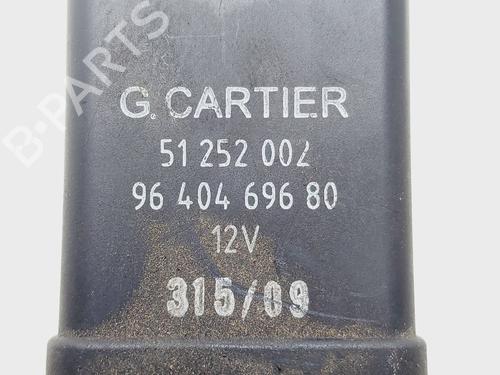 B-PARTS
G. CARTIER
51 252 002
96 404 696 80
12V
315/09